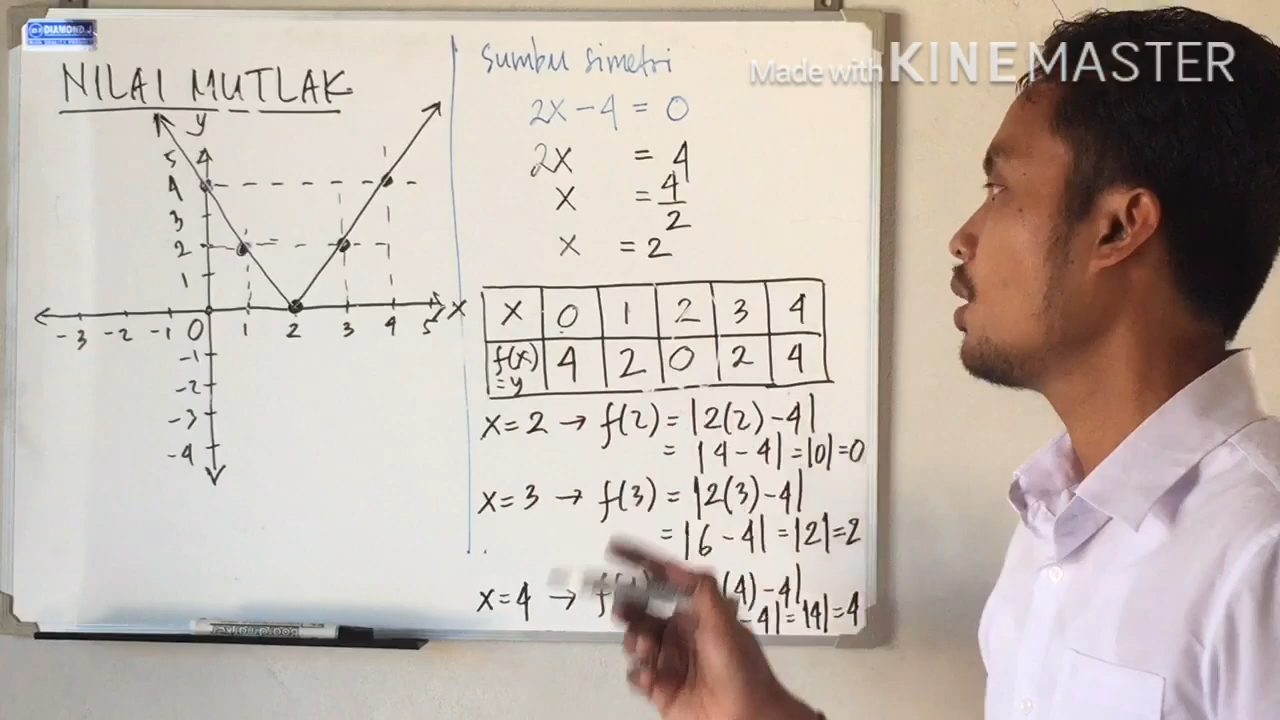 DIAMOND.J
Made with KINEMASTER
NILAI MUTLAK
y
5
4
3
2
1
-3 -2 -1 0 1 2 3 4 5 X
-1
-2
-3
-4
Sumbu simetri
2x - 4 = 0
2x = 4
x = 4/2
x = 2
X 0 1 2 3 4
f(x) = y 4 2 0 2 4
x = 2 → f(2) = |2(2) - 4|
= |4 - 4| = |0| = 0
x = 3 → f(3) = |2(3) - 4|
= |6 - 4| = |2| = 2
x = 4 → (4) - 4|
- 4| = |4| = 4